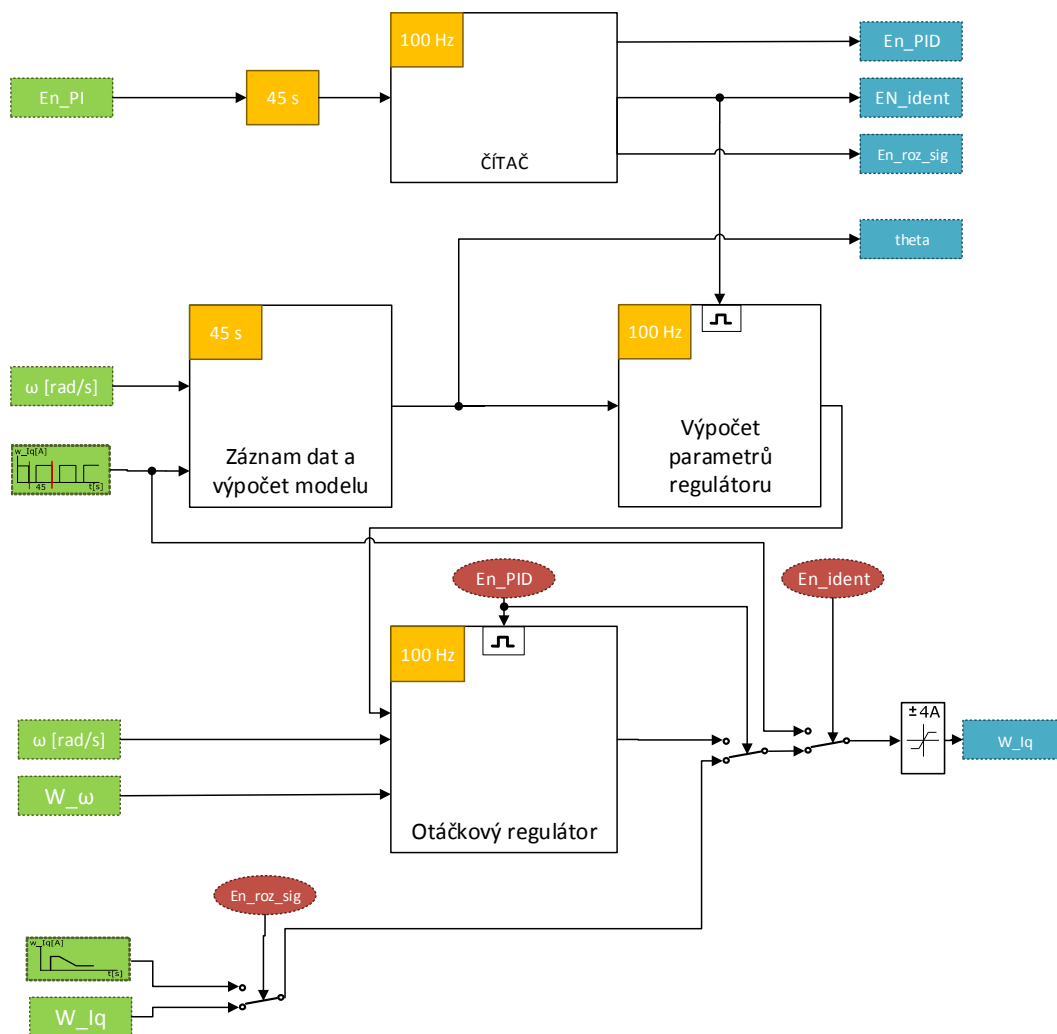 100 Hz
En_PID
En_PI
45 s
EN_ident
ČÍTAČ
En_roz_sig
theta
45 s
100 Hz
ω [rad/s]
w_Iq[A]
45
t[s]
Záznam dat a
výpočet modelu
Výpočet
parametrů
regulátoru
En_PID
En_ident
100 Hz
±4A
ω [rad/s]
W_Iq
W_ω
Otáčkový regulátor
En_roz_sig
w_Iq[A]
t[s]
W_Iq